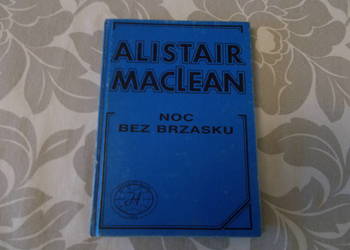 ALISTAIR
MACLEAN
NOC
BEZ BRZASKU